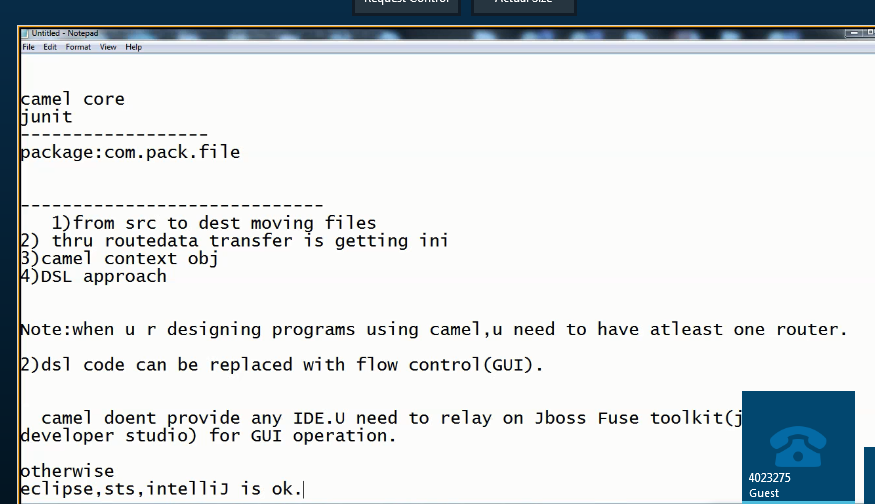 Request Control
Actual Size
Untitled - Notepad
File Edit Format View Help
camel core
junit
------------------
package:com.pack.file
-----------------------------
1)from src to dest moving files
2) thru routedata transfer is getting ini
3)camel context obj
4)DSL approach
Note:when u r designing programs using camel,u need to have atleast one router.
2)dsl code can be replaced with flow control(GUI).
camel doent provide any IDE.U need to relay on Jboss Fuse toolkit(j
developer studio) for GUI operation.
otherwise
eclipse,sts,intelliJ is ok.
4023275
Guest